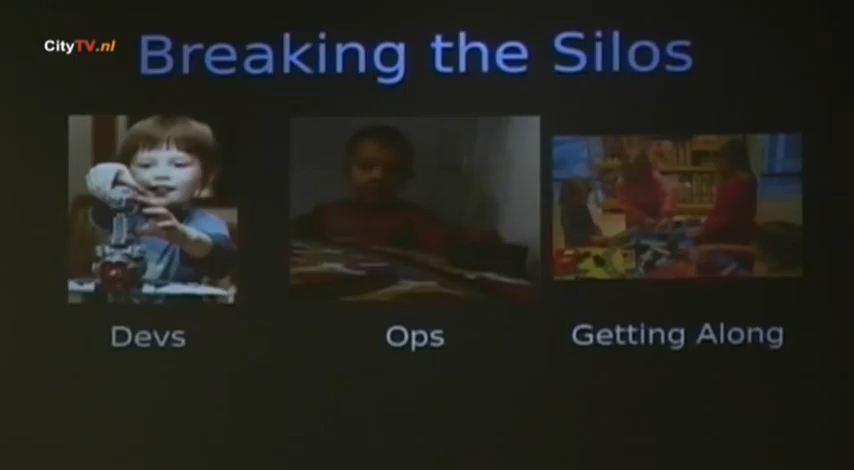 CityTV.nl
Breaking the Silos
Devs
Ops
Getting Along